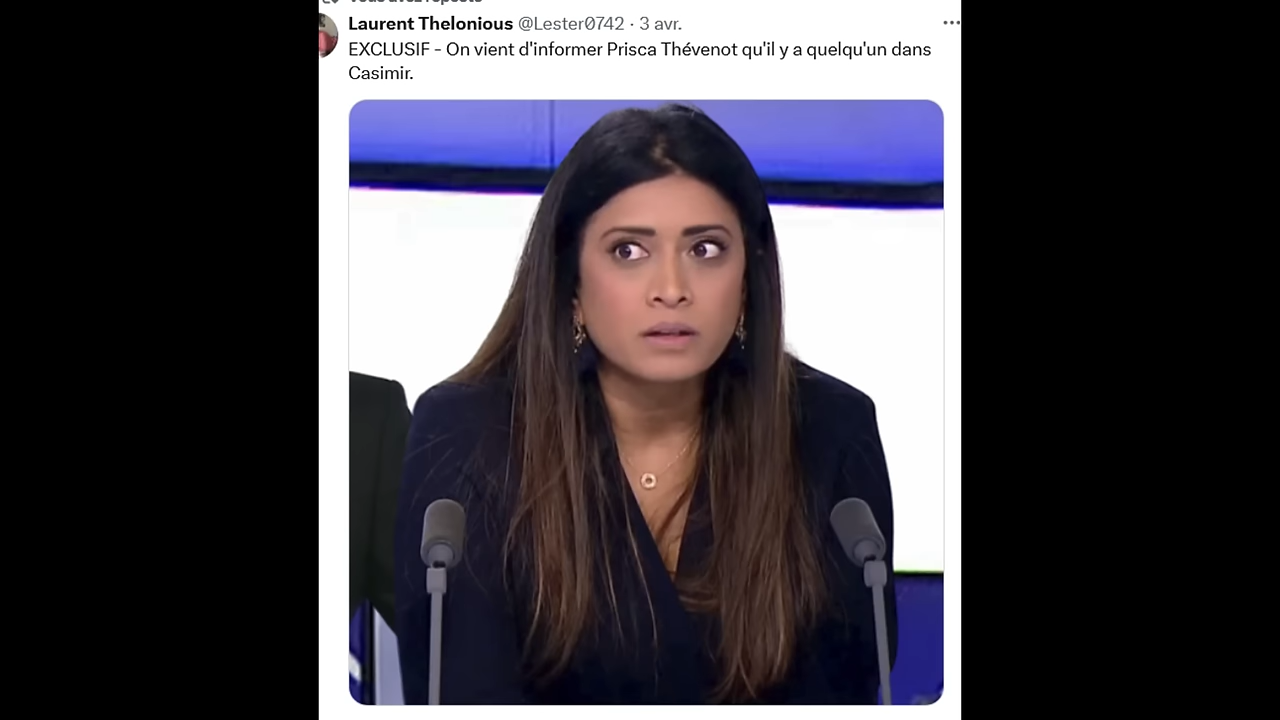 Laurent Thelonious @Lester0742 · 3 avr.
EXCLUSIF - On vient d'informer Prisca Thévenot qu'il y a quelqu'un dans
Casimir.